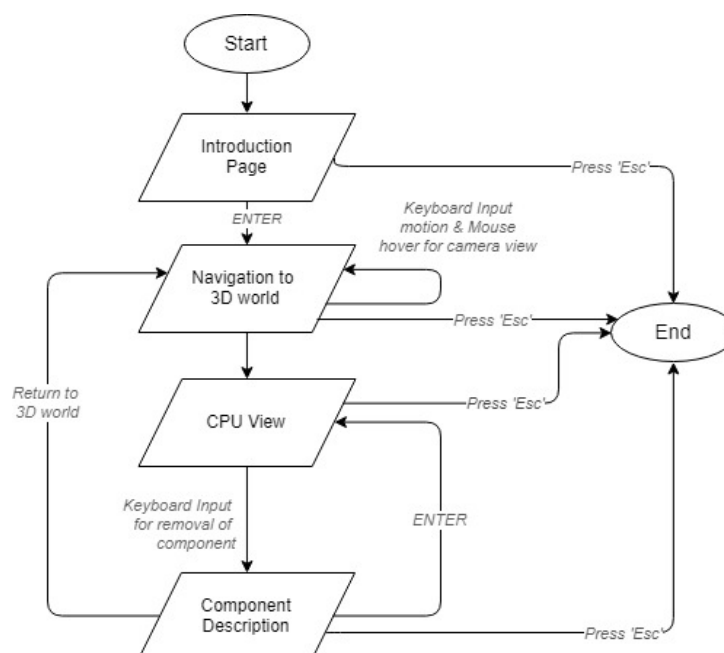 Start
Introduction
Page
Press 'Esc'
ENTER
Keyboard Input
motion & Mouse
hover for camera view
Navigation to
3D world
Press 'Esc'
End
Return to
3D world
CPU View
Press 'Esc'
Keyboard Input
for removal of
component
ENTER
Component
Description
Press 'Esc'